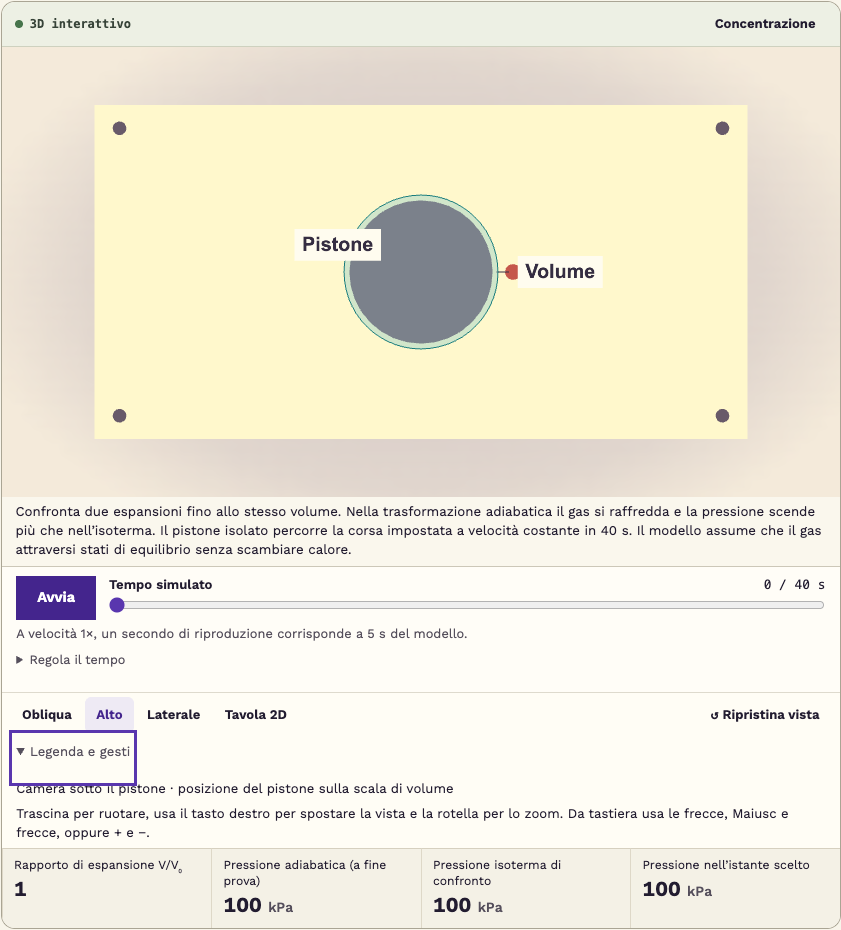 3D interattivo
Concentrazione
Pistone
Volume
Confronta due espansioni fino allo stesso volume. Nella trasformazione adiabatica il gas si raffredda e la pressione scende
più che nell’isoterma. Il pistone isolato percorre la corsa impostata a velocità costante in 40 s. Il modello assume che il gas
attraversi stati di equilibrio senza scambiare calore.
Avvia
Tempo simulato
0 / 40 s
A velocità 1×, un secondo di riproduzione corrisponde a 5 s del modello.
▶ Regola il tempo
Obliqua
Alto
Laterale
Tavola 2D
↺ Ripristina vista
▼ Legenda e gesti
Camera sotto il pistone · posizione del pistone sulla scala di volume
Trascina per ruotare, usa il tasto destro per spostare la vista e la rotella per lo zoom. Da tastiera usa le frecce, Maiusc e
frecce, oppure + e −.
Rapporto di espansione V/V₀
1
Pressione adiabatica (a fine
prova)
100 kPa
Pressione isoterma di
confronto
100 kPa
Pressione nell’istante scelto
100 kPa